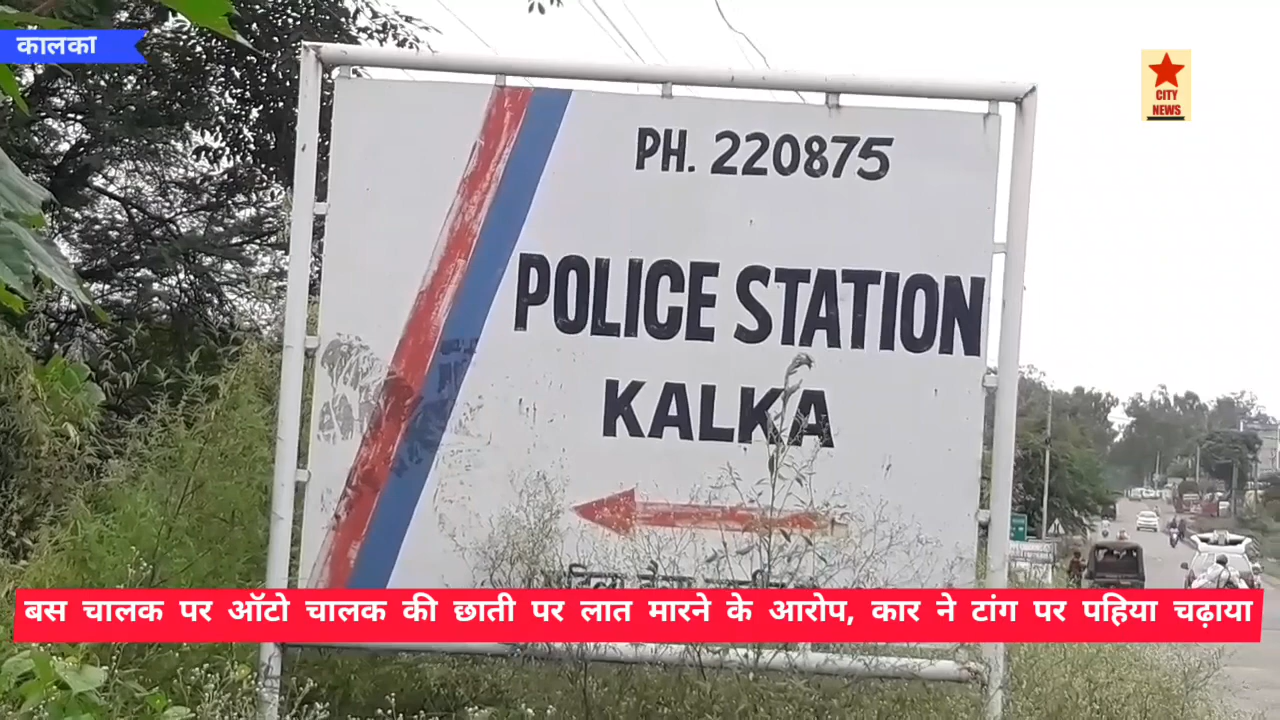 कालका
CITY
NEWS
PH. 220875
POLICE STATION
KALKA
बस चालक पर ऑटो चालक की छाती पर लात मारने के आरोप, कार ने टांग पर पहिया चढ़ाया